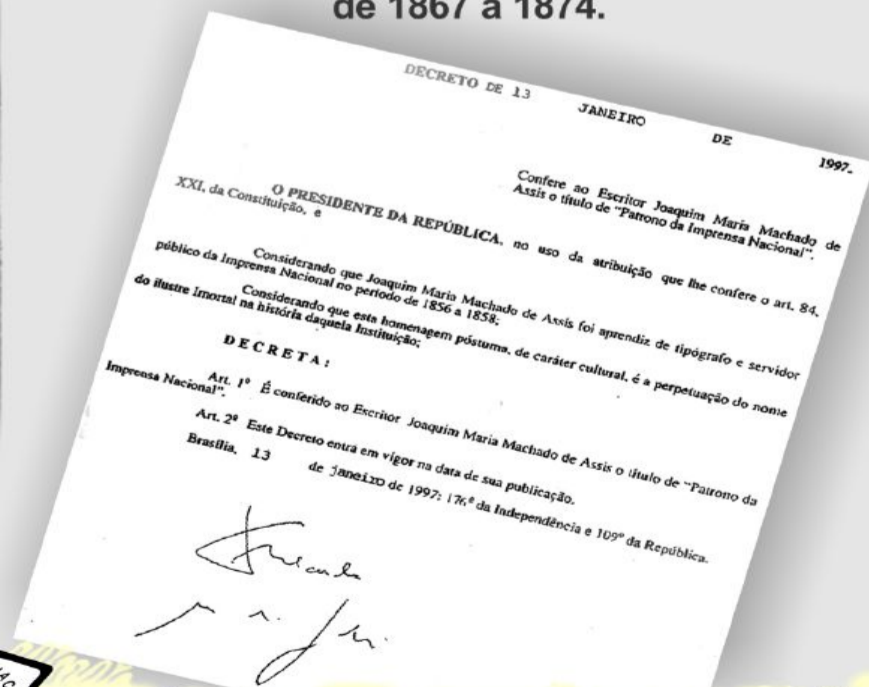 de 1867 a 1874.
DECRETO DE 13 JANEIRO DE 1997.
Confere ao Escritor Joaquim Maria Machado de
Assis o título de "Patrono da Imprensa Nacional".
O PRESIDENTE DA REPÚBLICA, no uso da atribuição que lhe confere o art. 84,
XXI, da Constituição, e
Considerando que Joaquim Maria Machado de Assis foi aprendiz de tipógrafo e servidor
público da Imprensa Nacional no período de 1856 a 1858;
Considerando que esta homenagem póstuma, de caráter cultural, é a perpetuação do nome
do ilustre Imortal na história daquela Instituição;
DECRETA:
Art. 1º É conferido ao Escritor Joaquim Maria Machado de Assis o título de "Patrono da
Imprensa Nacional".
Art. 2º Este Decreto entra em vigor na data de sua publicação.
Brasília, 13 de janeiro de 1997; 176º da Independência e 109º da República.